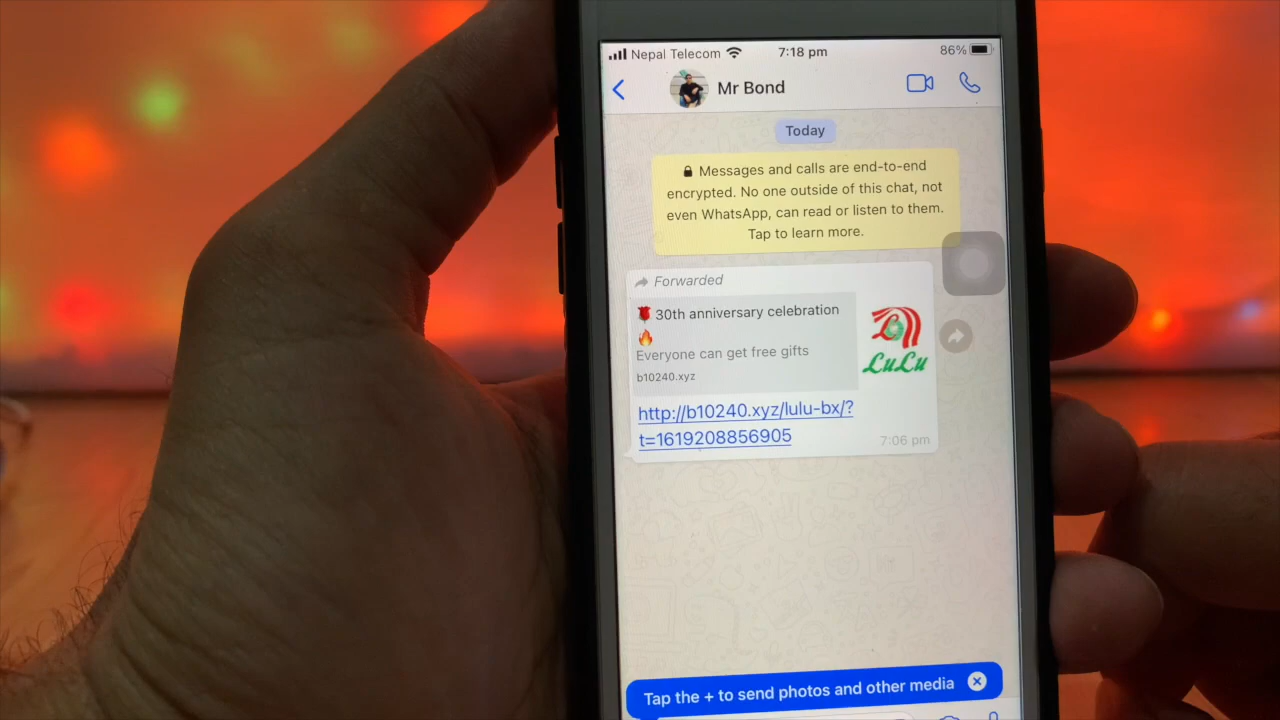 Nepal Telecom 7:18 pm 86%
Mr Bond
Today
Messages and calls are end-to-end
encrypted. No one outside of this chat, not
even WhatsApp, can read or listen to them.
Tap to learn more.
Forwarded
🌹 30th anniversary celebration
🔥
Everyone can get free gifts
b10240.xyz
LuLu
http://b10240.xyz/lulu-bx/?
t=1619208856905
7:06 pm
Tap the + to send photos and other media